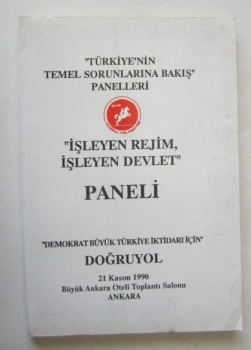 "TÜRKİYE'NİN
TEMEL SORUNLARINA BAKIŞ"
PANELLERİ
"İŞLEYEN REJİM,
İŞLEYEN DEVLET"
PANELİ
"DEMOKRAT BÜYÜK TÜRKİYE İKTİDARI İÇİN"
DOĞRUYOL
21 Kasım 1990
Büyük Ankara Oteli Toplantı Salonu
ANKARA